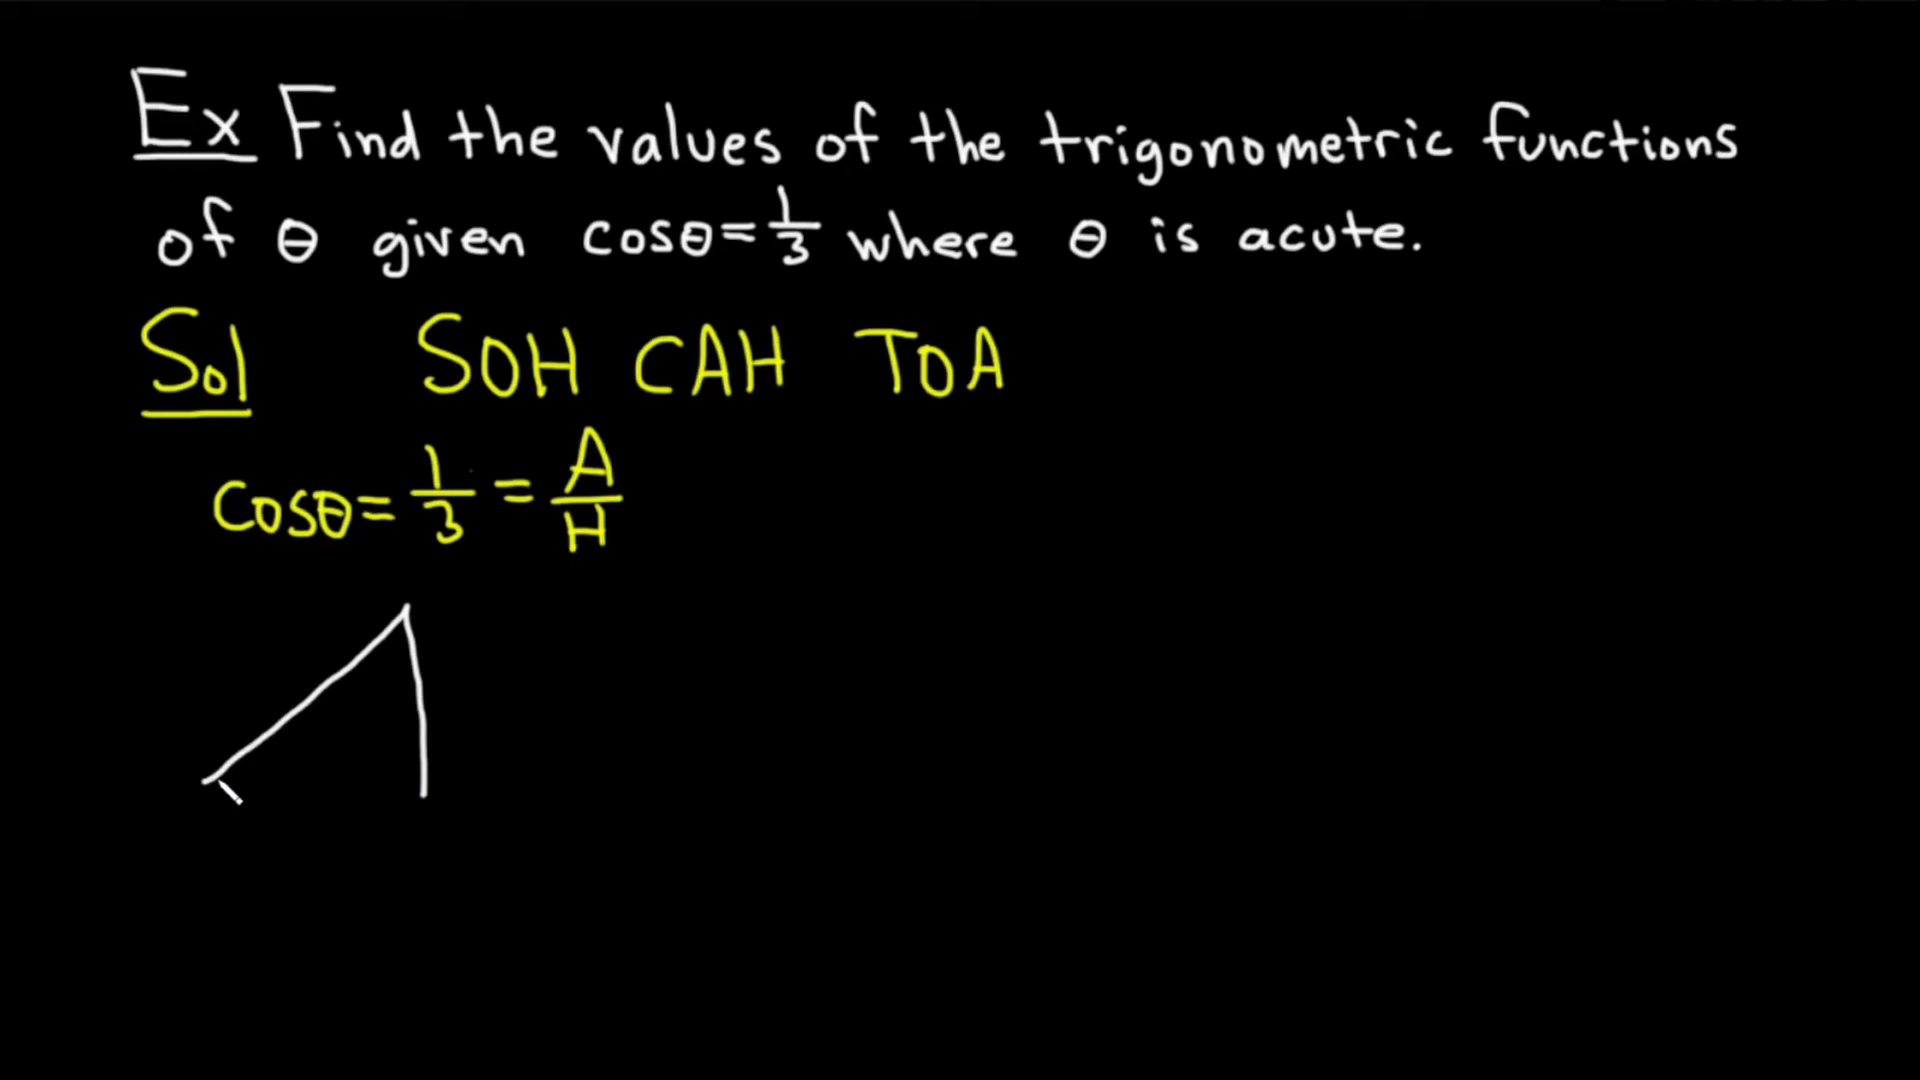 Ex Find the values of the trigonometric functions
of θ given cosθ=1/3 where θ is acute.
Sol SOH CAH TOA
cosθ=1/3=A/H